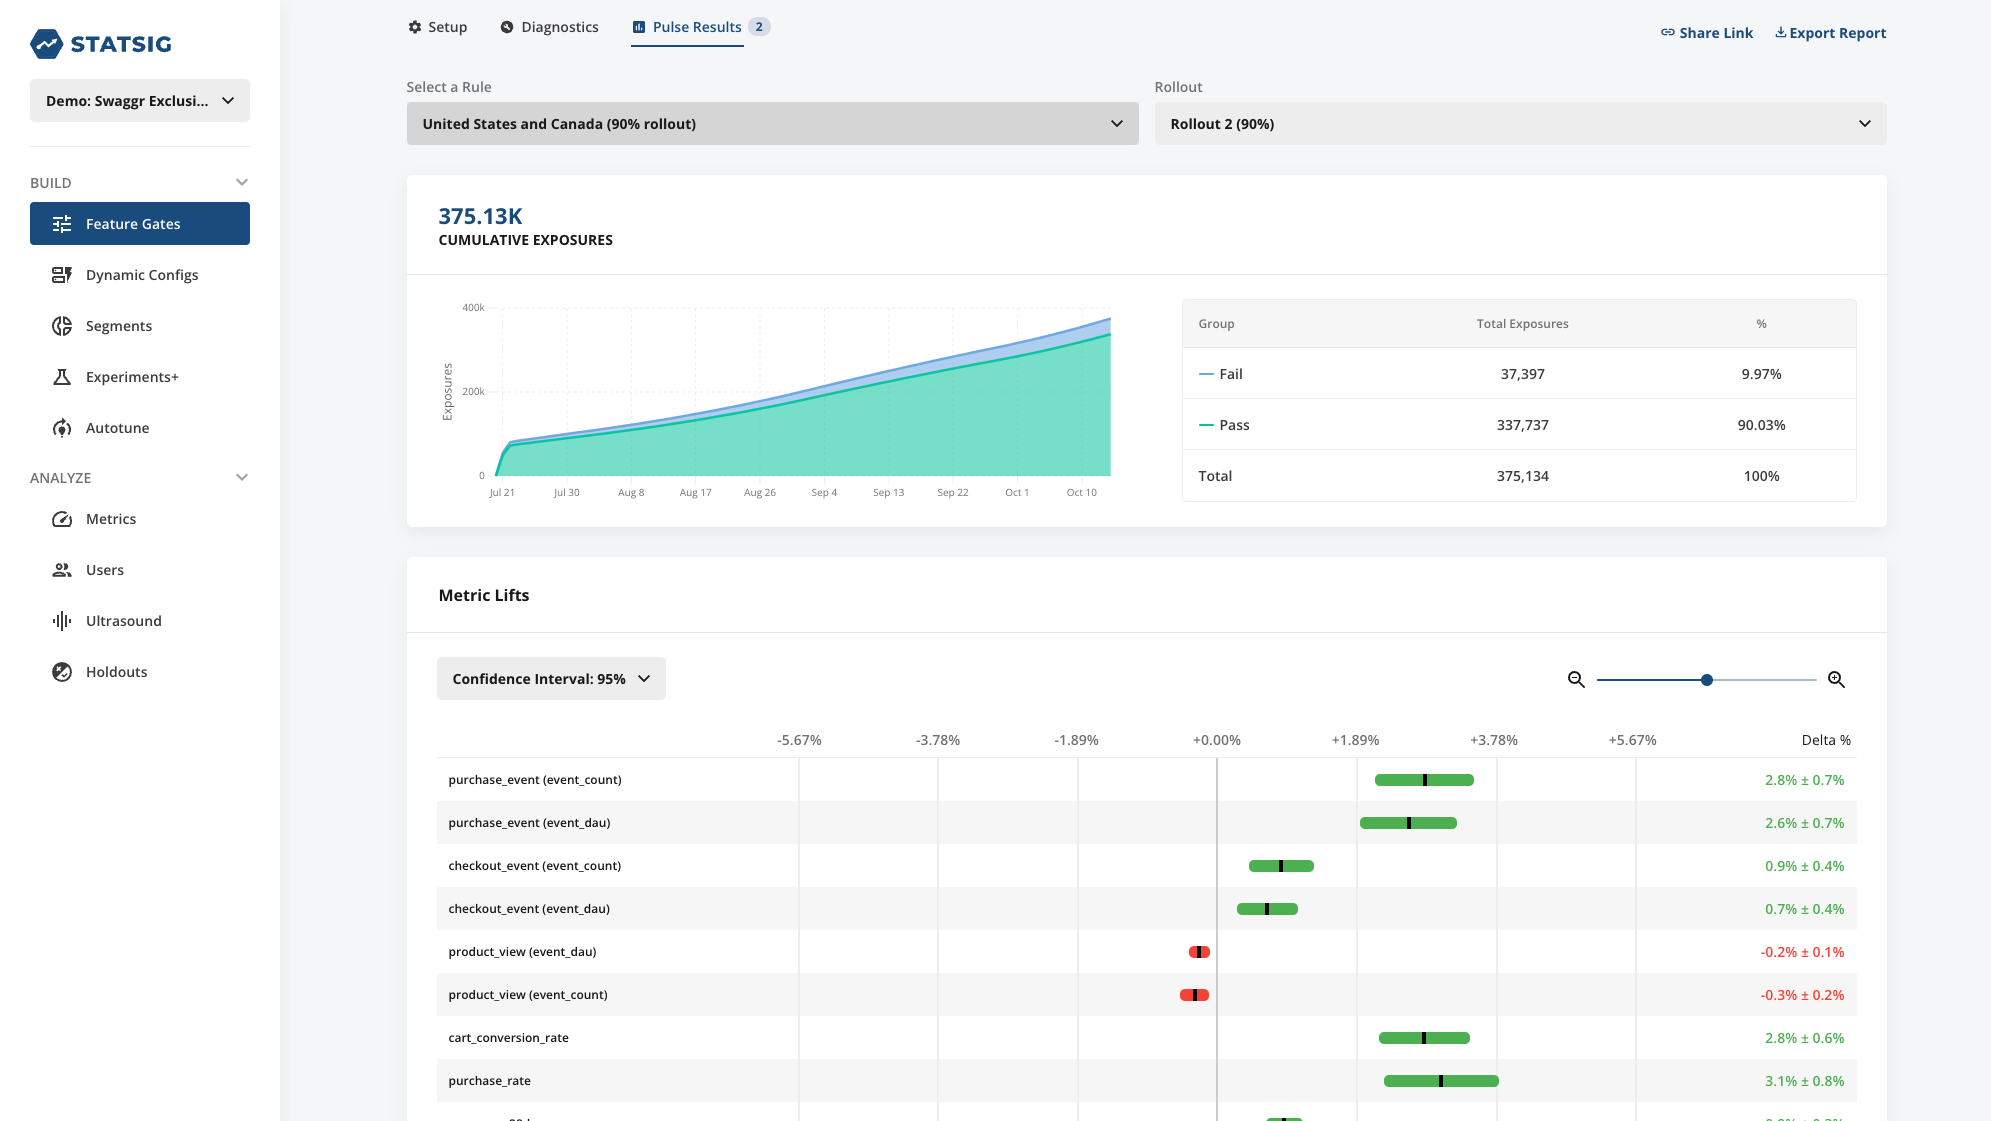 STATSIG
Demo: Swaggr Exclusi...
BUILD
Feature Gates
Dynamic Configs
Segments
Experiments+
Autotune
ANALYZE
Metrics
Users
Ultrasound
Holdouts
Setup
Diagnostics
Pulse Results 2
Share Link
Export Report
Select a Rule
United States and Canada (90% rollout)
Rollout
Rollout 2 (90%)
375.13K
CUMULATIVE EXPOSURES
Exposures
400k
200k
0
Jul 21 Jul 30 Aug 8 Aug 17 Aug 26 Sep 4 Sep 13 Sep 22 Oct 1 Oct 10
Group Total Exposures %
Fail 37,397 9.97%
Pass 337,737 90.03%
Total 375,134 100%
Metric Lifts
Confidence Interval: 95%
-5.67% -3.78% -1.89% +0.00% +1.89% +3.78% +5.67% Delta %
purchase_event (event_count) 2.8% ± 0.7%
purchase_event (event_dau) 2.6% ± 0.7%
checkout_event (event_count) 0.9% ± 0.4%
checkout_event (event_dau) 0.7% ± 0.4%
product_view (event_dau) -0.2% ± 0.1%
product_view (event_count) -0.3% ± 0.2%
cart_conversion_rate 2.8% ± 0.6%
purchase_rate 3.1% ± 0.8%